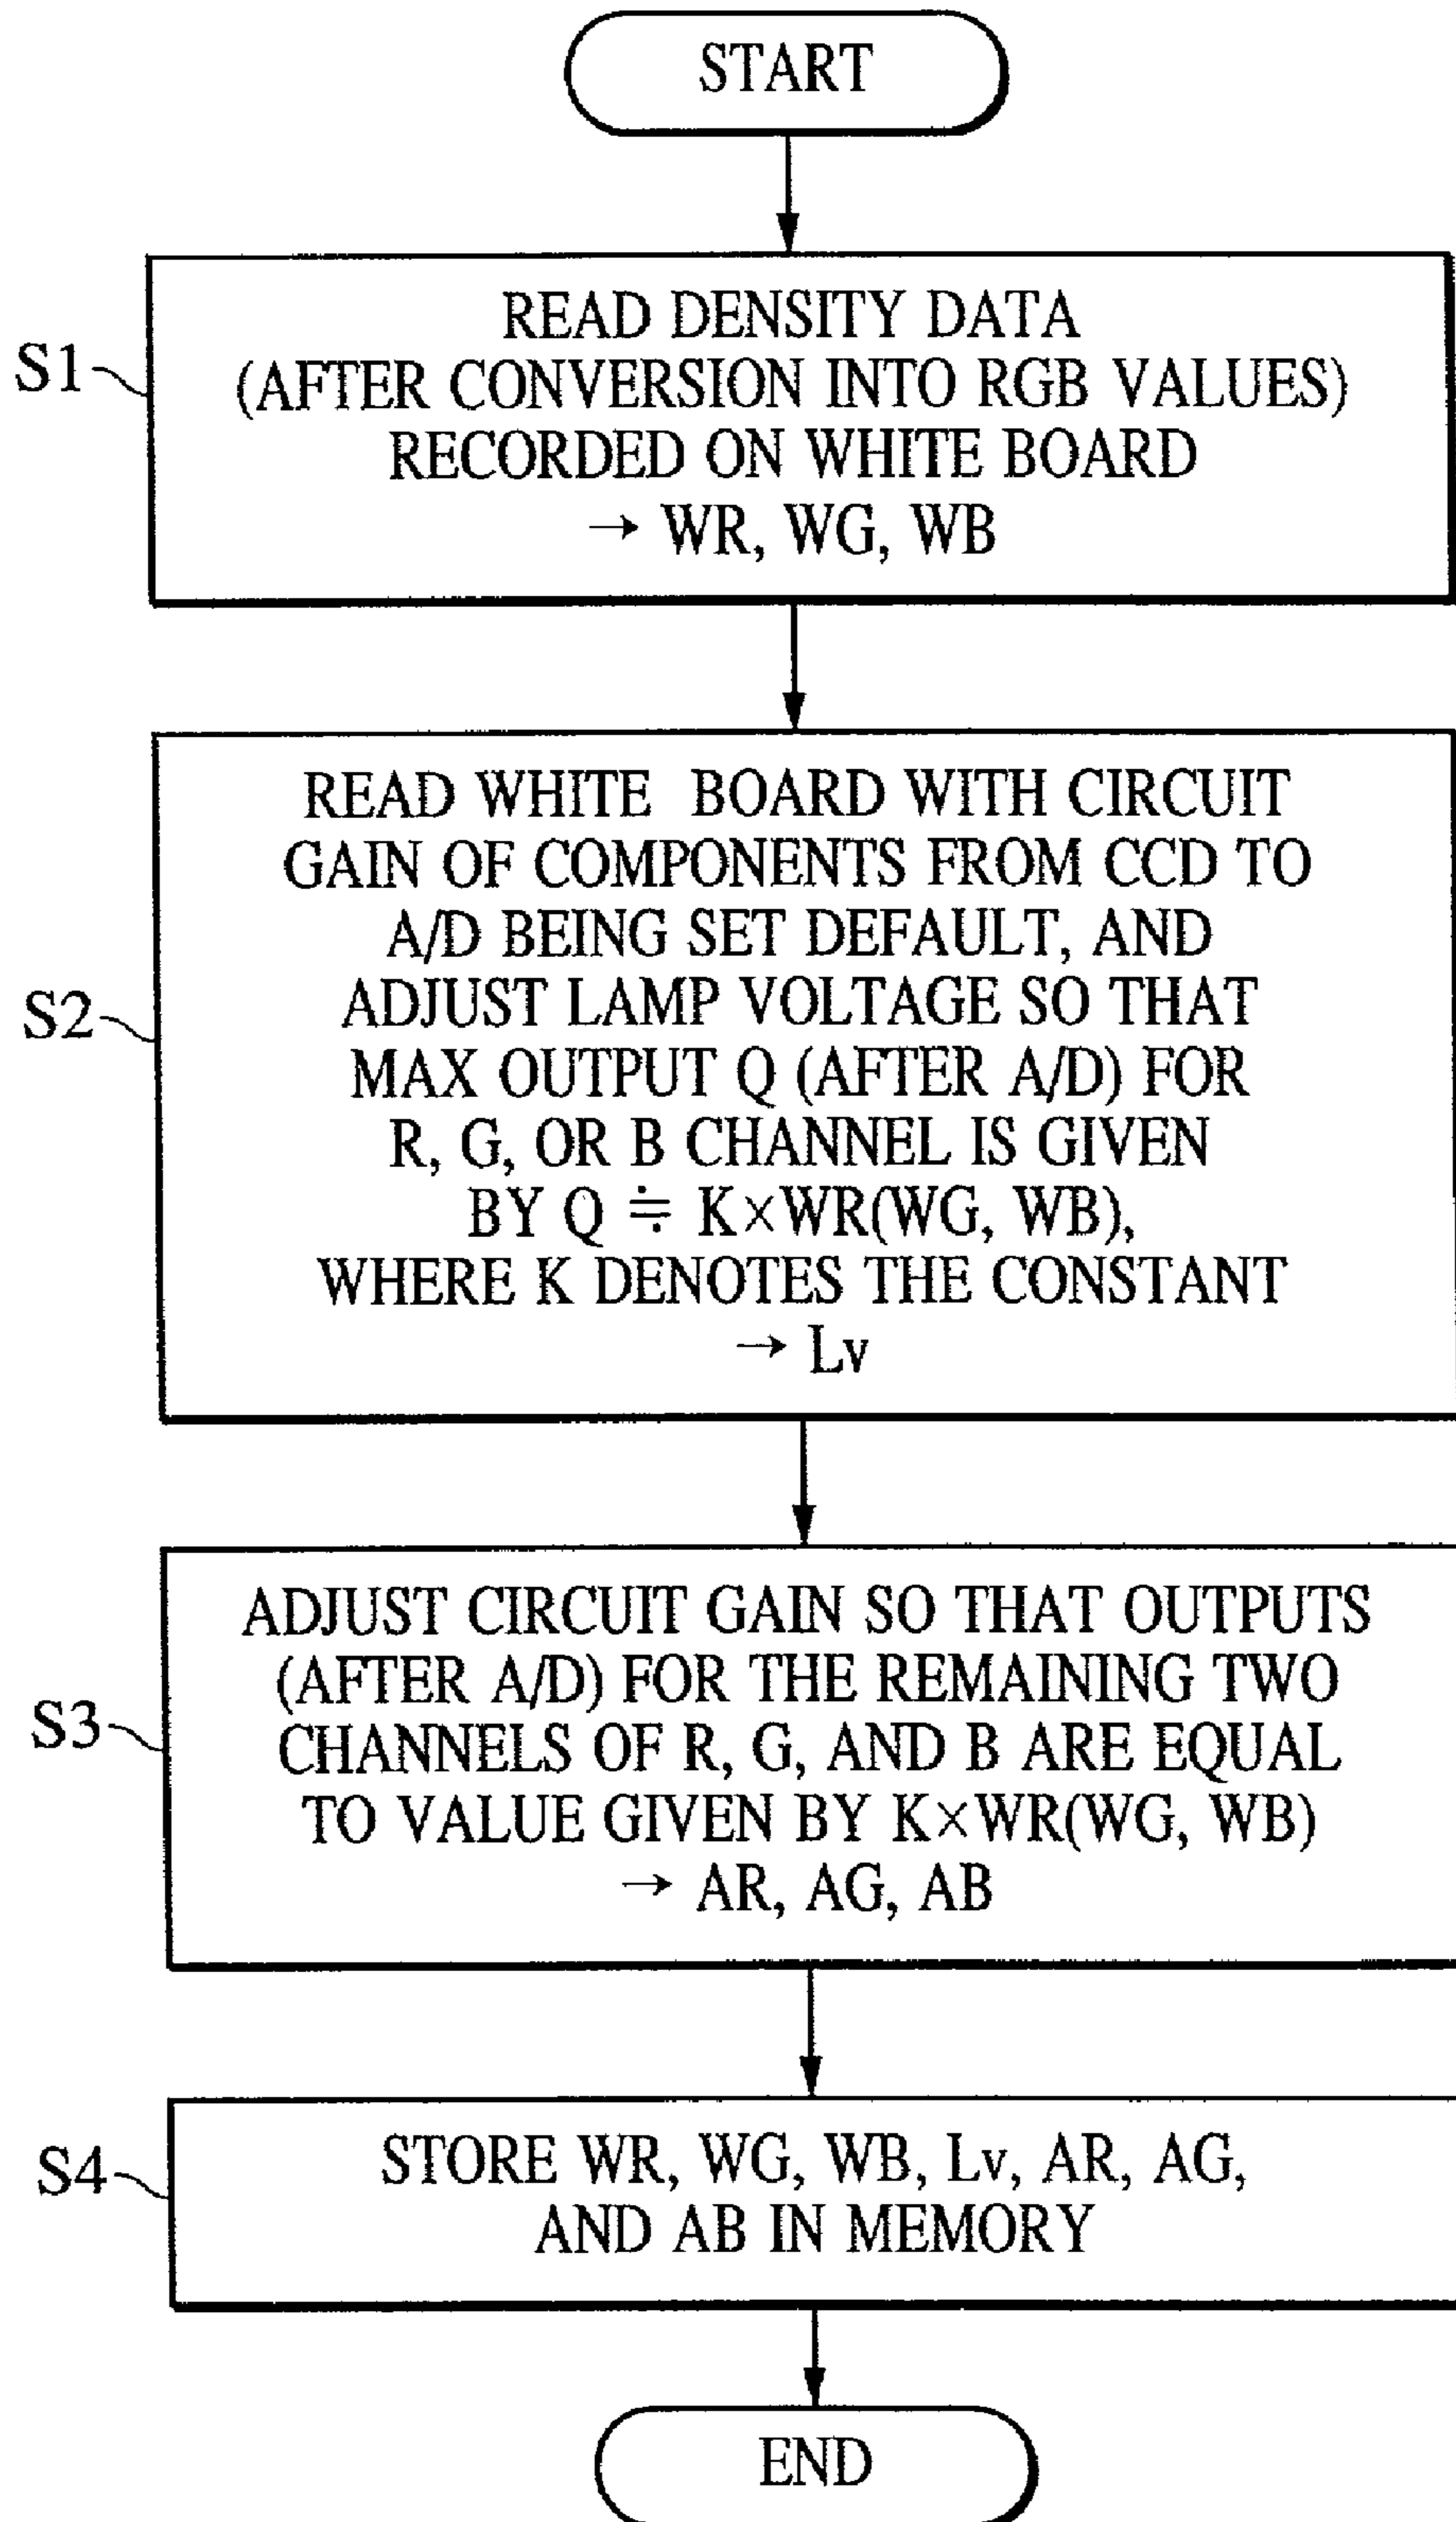 START
S1
READ DENSITY DATA
(AFTER CONVERSION INTO RGB VALUES)
RECORDED ON WHITE BOARD
→ WR, WG, WB
S2
READ WHITE BOARD WITH CIRCUIT
GAIN OF COMPONENTS FROM CCD TO
A/D BEING SET DEFAULT, AND
ADJUST LAMP VOLTAGE SO THAT
MAX OUTPUT Q (AFTER A/D) FOR
R, G, OR B CHANNEL IS GIVEN
BY Q ≒ K×WR(WG, WB),
WHERE K DENOTES THE CONSTANT
→ Lv
S3
ADJUST CIRCUIT GAIN SO THAT OUTPUTS
(AFTER A/D) FOR THE REMAINING TWO
CHANNELS OF R, G, AND B ARE EQUAL
TO VALUE GIVEN BY K×WR(WG, WB)
→ AR, AG, AB
S4
STORE WR, WG, WB, Lv, AR, AG,
AND AB IN MEMORY
END